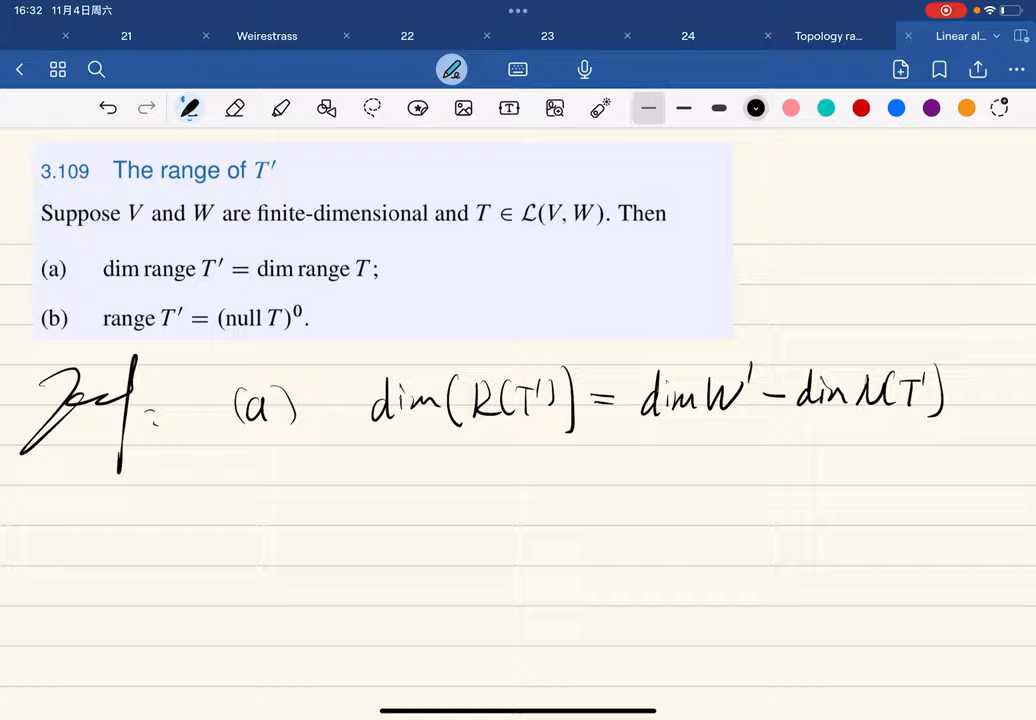 16:32 11月4日周六
21 Weirestrass 22 23 24 Topology ra... Linear al...
3.109 The range of T′
Suppose V and W are finite-dimensional and T ∈ ℒ(V, W). Then
(a) dim range T′ = dim range T;
(b) range T′ = (null T)⁰.
Proof: (a) dim(R(T′)) = dim W′ − dim N(T′)